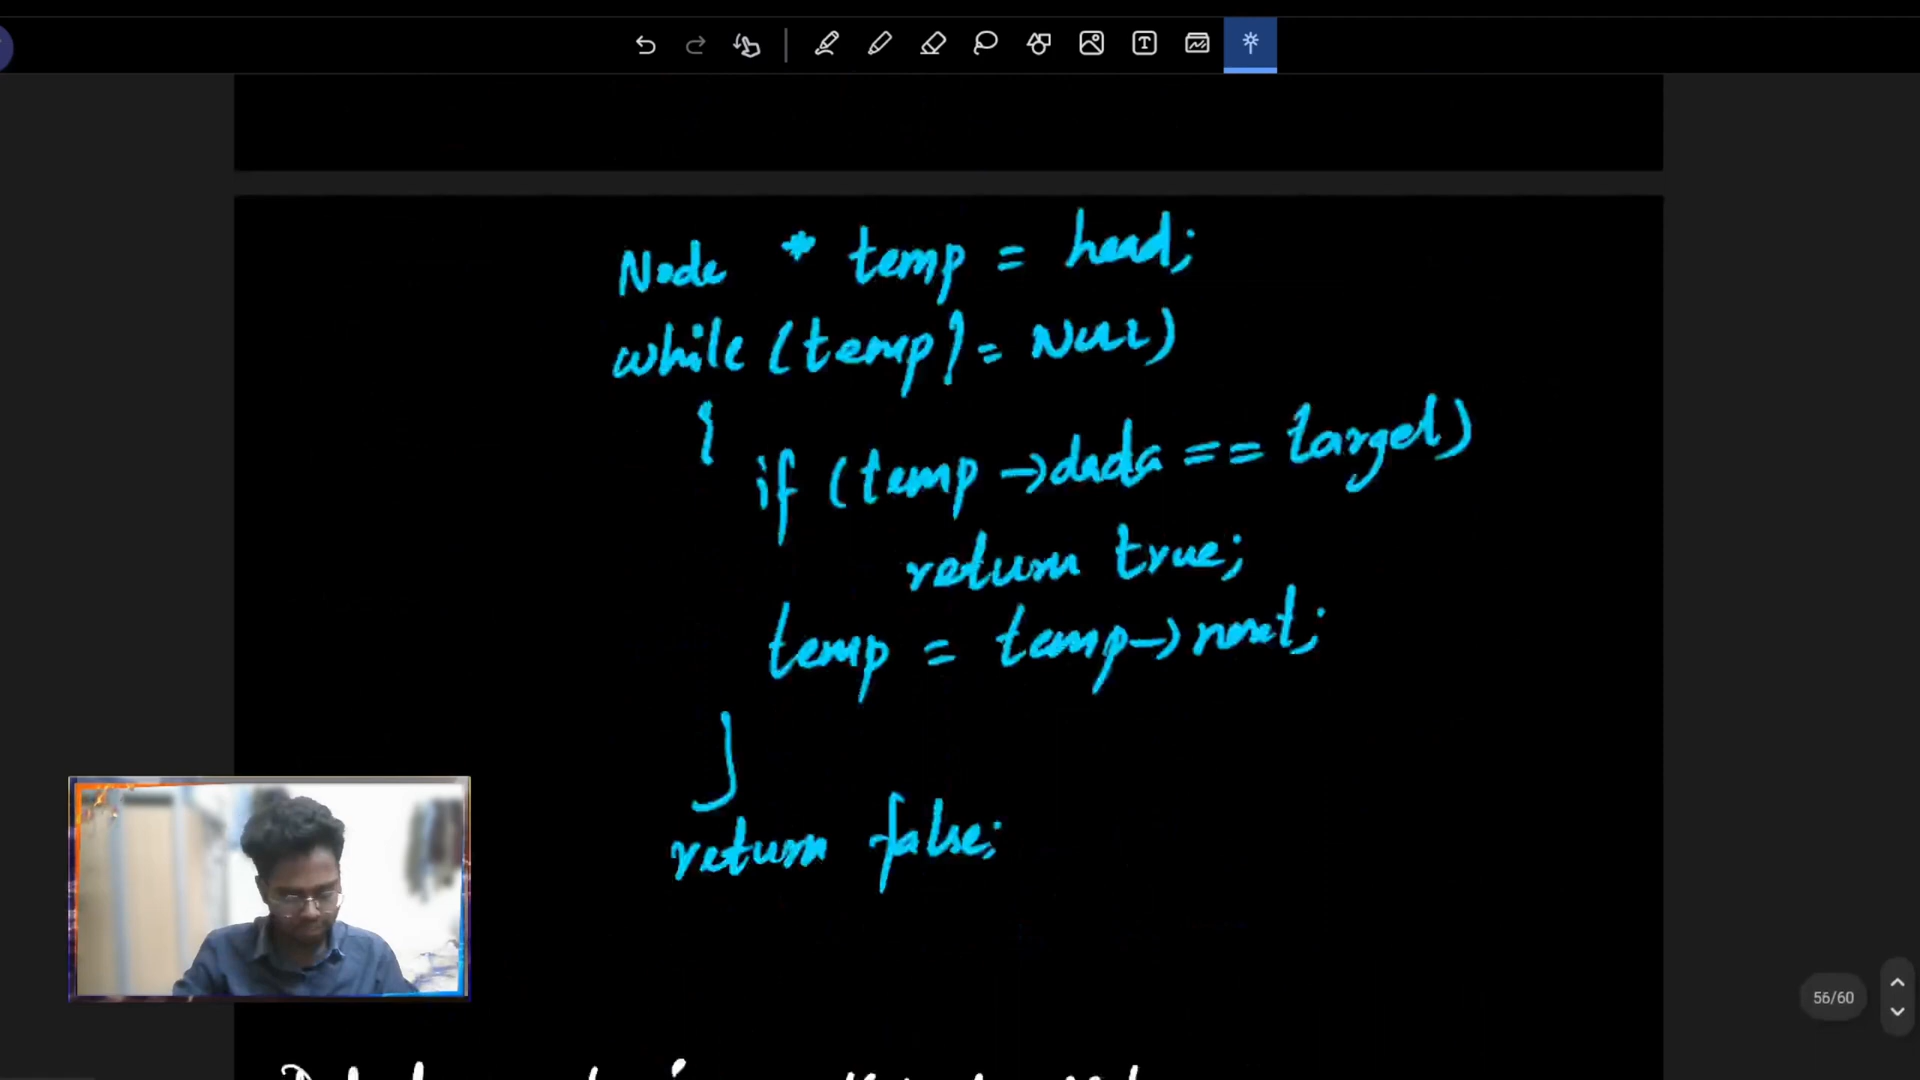 Node * temp = head;
while (temp != NULL)
{
if (temp->data == target)
return true;
temp = temp->next;
}
return false;
56/60